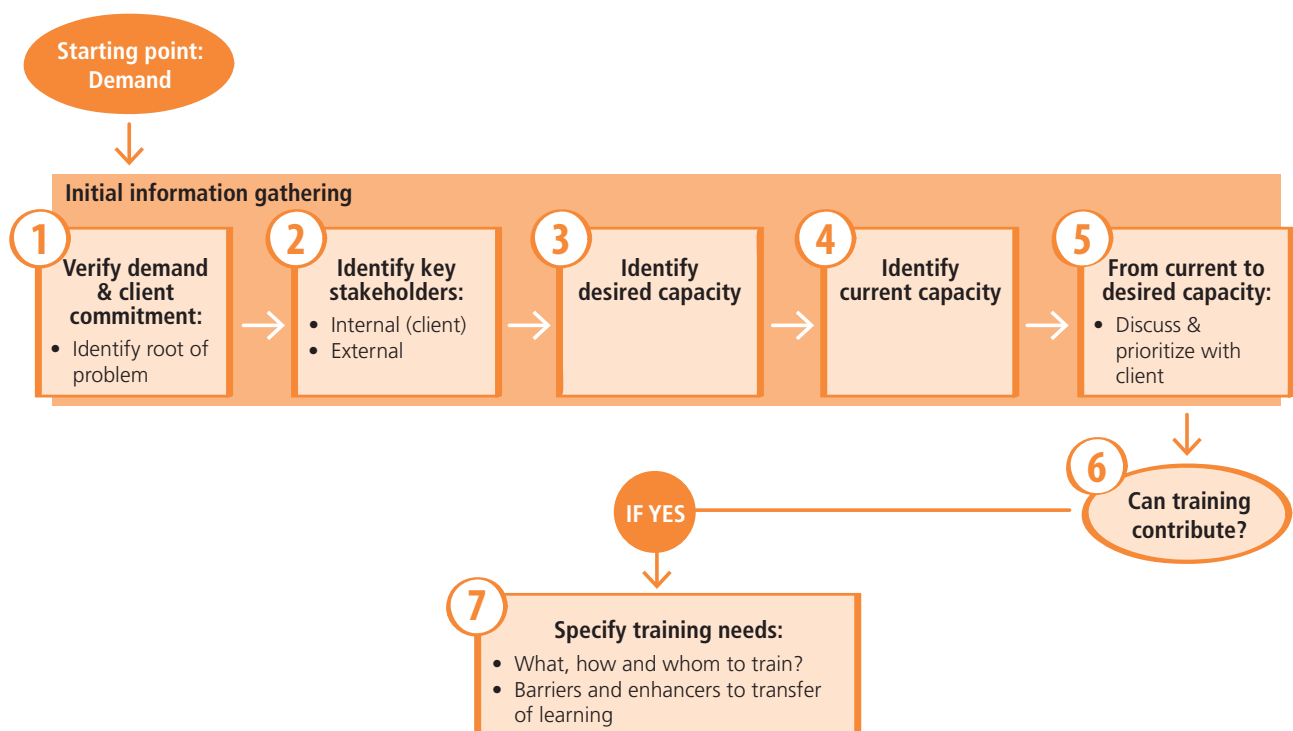 Starting point:
Demand
Initial information gathering
1
Verify demand
& client
commitment:
• Identify root of
problem
2
Identify key
stakeholders:
• Internal (client)
• External
3
Identify
desired capacity
4
Identify
current capacity
5
From current to
desired capacity:
• Discuss &
prioritize with
client
6
Can training
contribute?
IF YES
7
Specify training needs:
• What, how and whom to train?
• Barriers and enhancers to transfer
of learning